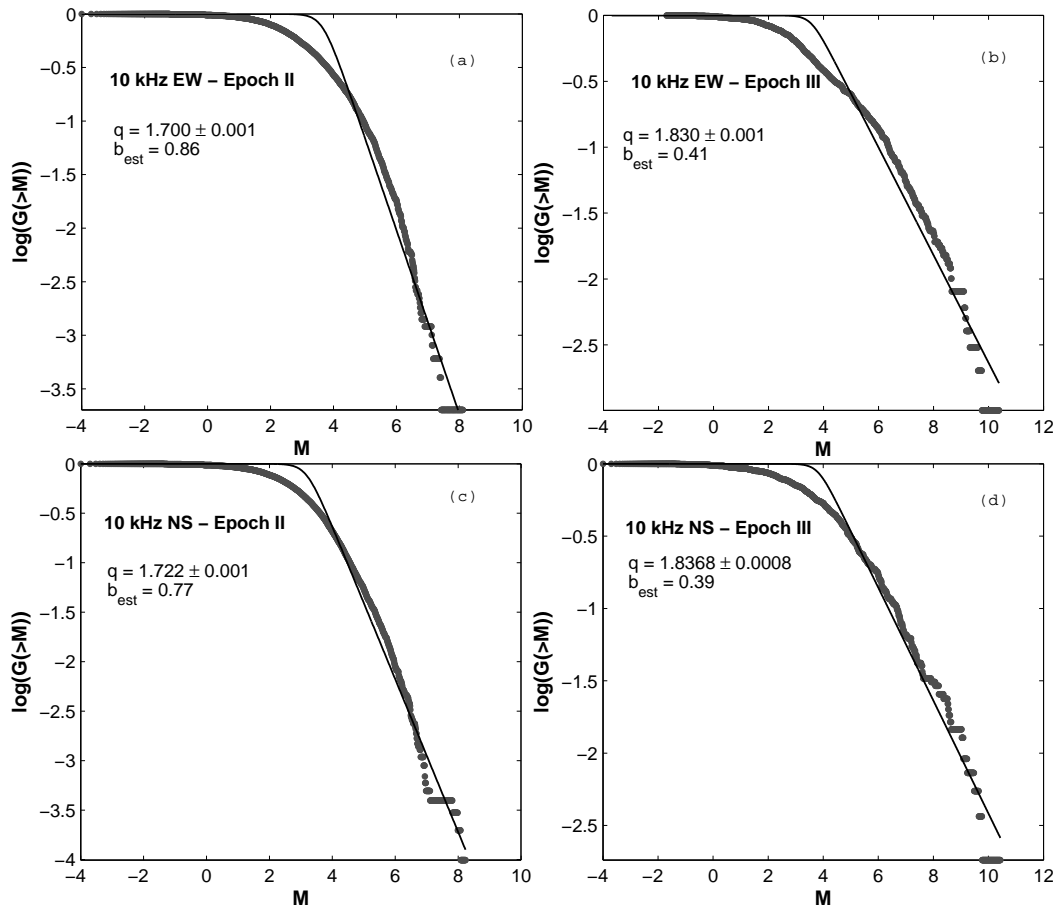 (a)
10 kHz EW – Epoch II
q = 1.700 ± 0.001
b_est = 0.86
log(G(>M))
0
−0.5
−1
−1.5
−2
−2.5
−3
−3.5
−4 −2 0 2 4 6 8 10
M
(b)
10 kHz EW – Epoch III
q = 1.830 ± 0.001
b_est = 0.41
log(G(>M))
0
−0.5
−1
−1.5
−2
−2.5
−4 −2 0 2 4 6 8 10 12
M
(c)
10 kHz NS – Epoch II
q = 1.722 ± 0.001
b_est = 0.77
log(G(>M))
0
−0.5
−1
−1.5
−2
−2.5
−3
−3.5
−4
−4 −2 0 2 4 6 8 10
M
(d)
10 kHz NS – Epoch III
q = 1.8368 ± 0.0008
b_est = 0.39
log(G(>M))
0
−0.5
−1
−1.5
−2
−2.5
−4 −2 0 2 4 6 8 10 12
M